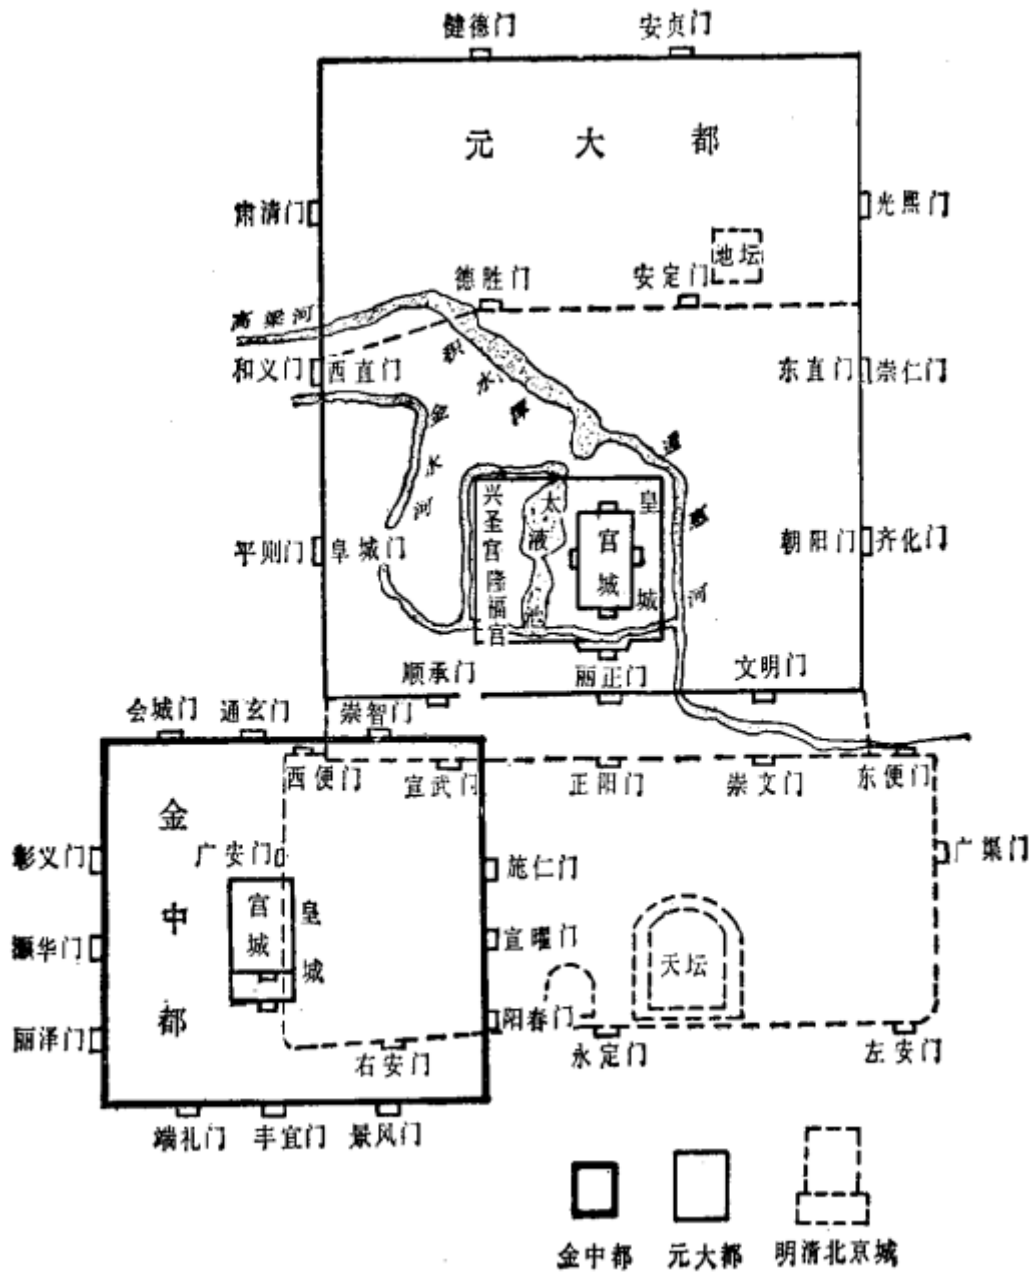 健德门
安贞门
元大都
肃清门
光熙门
地坛
德胜门
安定门
高梁河
和义门
西直门
积水潭
东直门
崇仁门
金水河
通惠河
兴圣宫
隆福宫
太液池
皇城
宫城
平则门
阜城门
朝阳门
齐化门
顺承门
丽正门
文明门
会城门
通玄门
崇智门
西便门
宣武门
正阳门
崇文门
东便门
金中都
彰义门
广安门
施仁门
广渠门
宫城
皇城
振华门
宣曜门
天坛
丽泽门
阳春门
右安门
永定门
左安门
端礼门
丰宜门
景风门
金中都
元大都
明清北京城